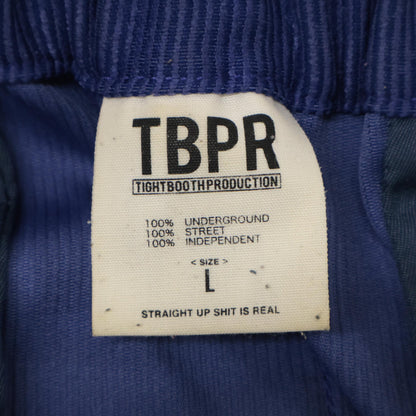 TBPR
TIGHTBOOTHPRODUCTION
100% UNDERGROUND
100% STREET
100% INDEPENDENT
< SIZE >
L
STRAIGHT UP SHIT IS REAL